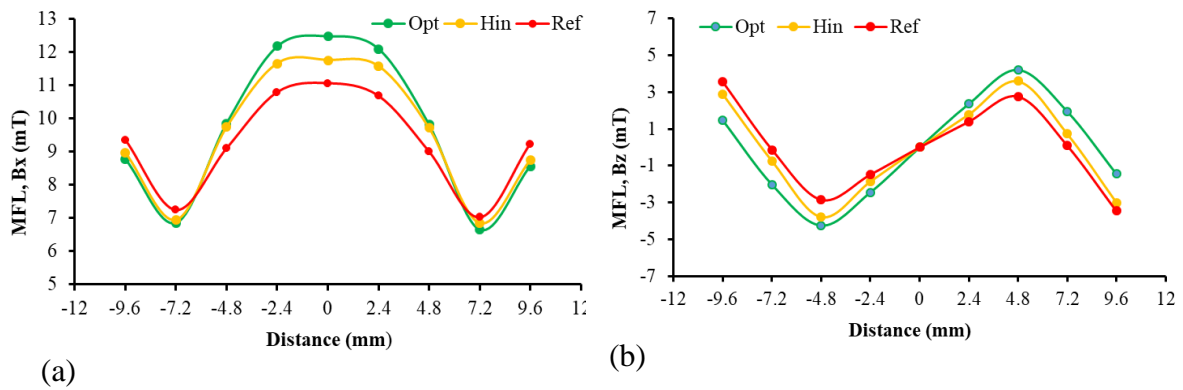 Opt Hin Ref
13
12
11
10
9
8
7
6
5
MFL, Bx (mT)
-12 -9.6 -7.2 -4.8 -2.4 0 2.4 4.8 7.2 9.6 12
Distance (mm)
(a)
Opt Hin Ref
7
5
3
1
-1
-3
-5
-7
MFL, Bz (mT)
-12 -9.6 -7.2 -4.8 -2.4 0 2.4 4.8 7.2 9.6 12
Distance (mm)
(b)